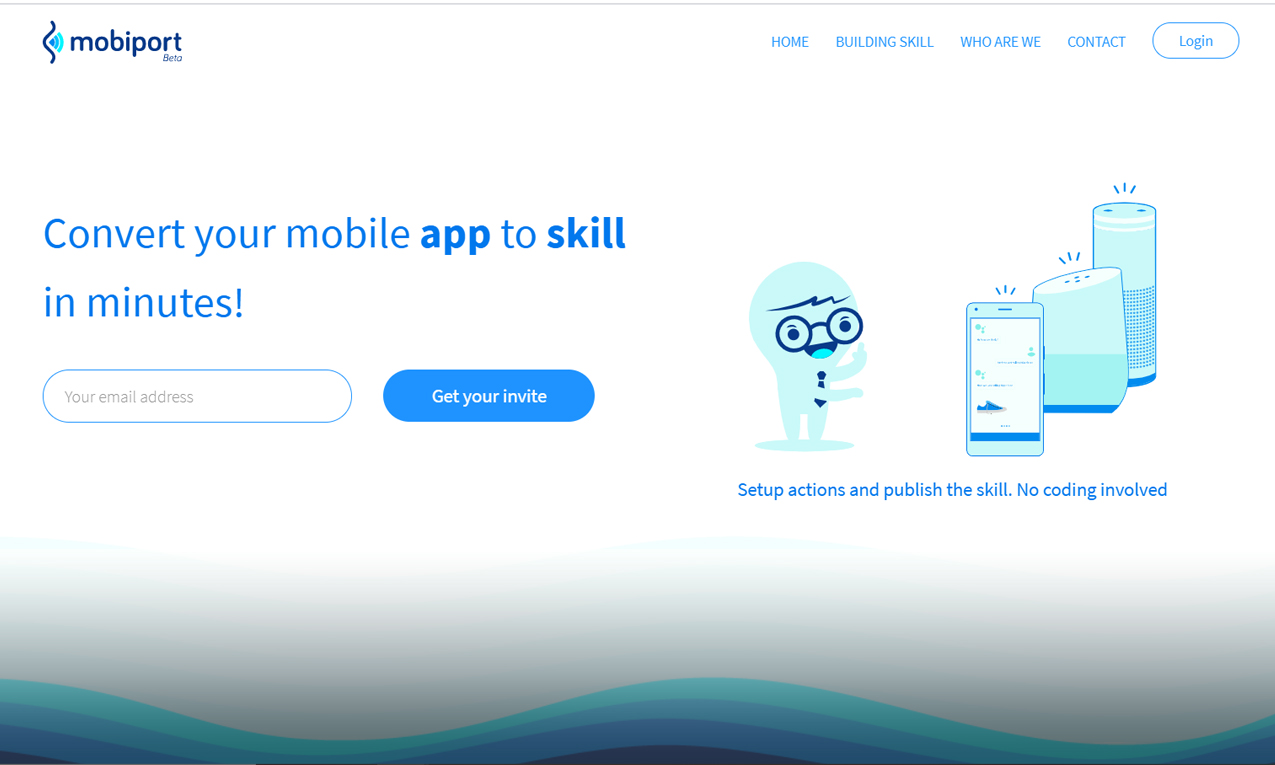 mobiport
Beta
HOME BUILDING SKILL WHO ARE WE CONTACT Login
Convert your mobile app to skill
in minutes!
Your email address Get your invite
Setup actions and publish the skill. No coding involved